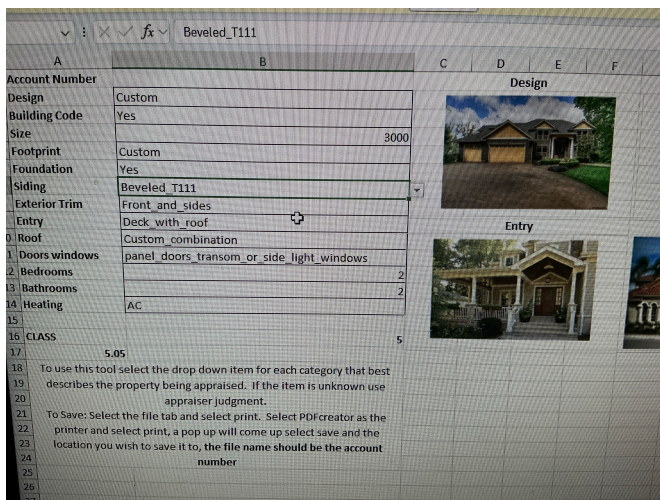 fx Beveled_T111
A B C D E F
Account Number
Design Custom
Building Code Yes
Size 3000
Footprint Custom
Foundation Yes
Siding Beveled_T111
Exterior Trim Front_and_sides
Entry Deck_with_roof
0 Roof Custom_combination
1 Doors windows panel_doors_transom_or_side_light_windows
2 Bedrooms 2
13 Bathrooms 2
14 Heating AC
15
16 CLASS 5
17 5.05
18 To use this tool select the drop down item for each category that best
19 describes the property being appraised. If the item is unknown use
20 appraiser judgment.
21 To Save: Select the file tab and select print. Select PDFcreator as the
22 printer and select print, a pop up will come up select save and the
23 location you wish to save it to, the file name should be the account
24 number
25
26
Design
Entry